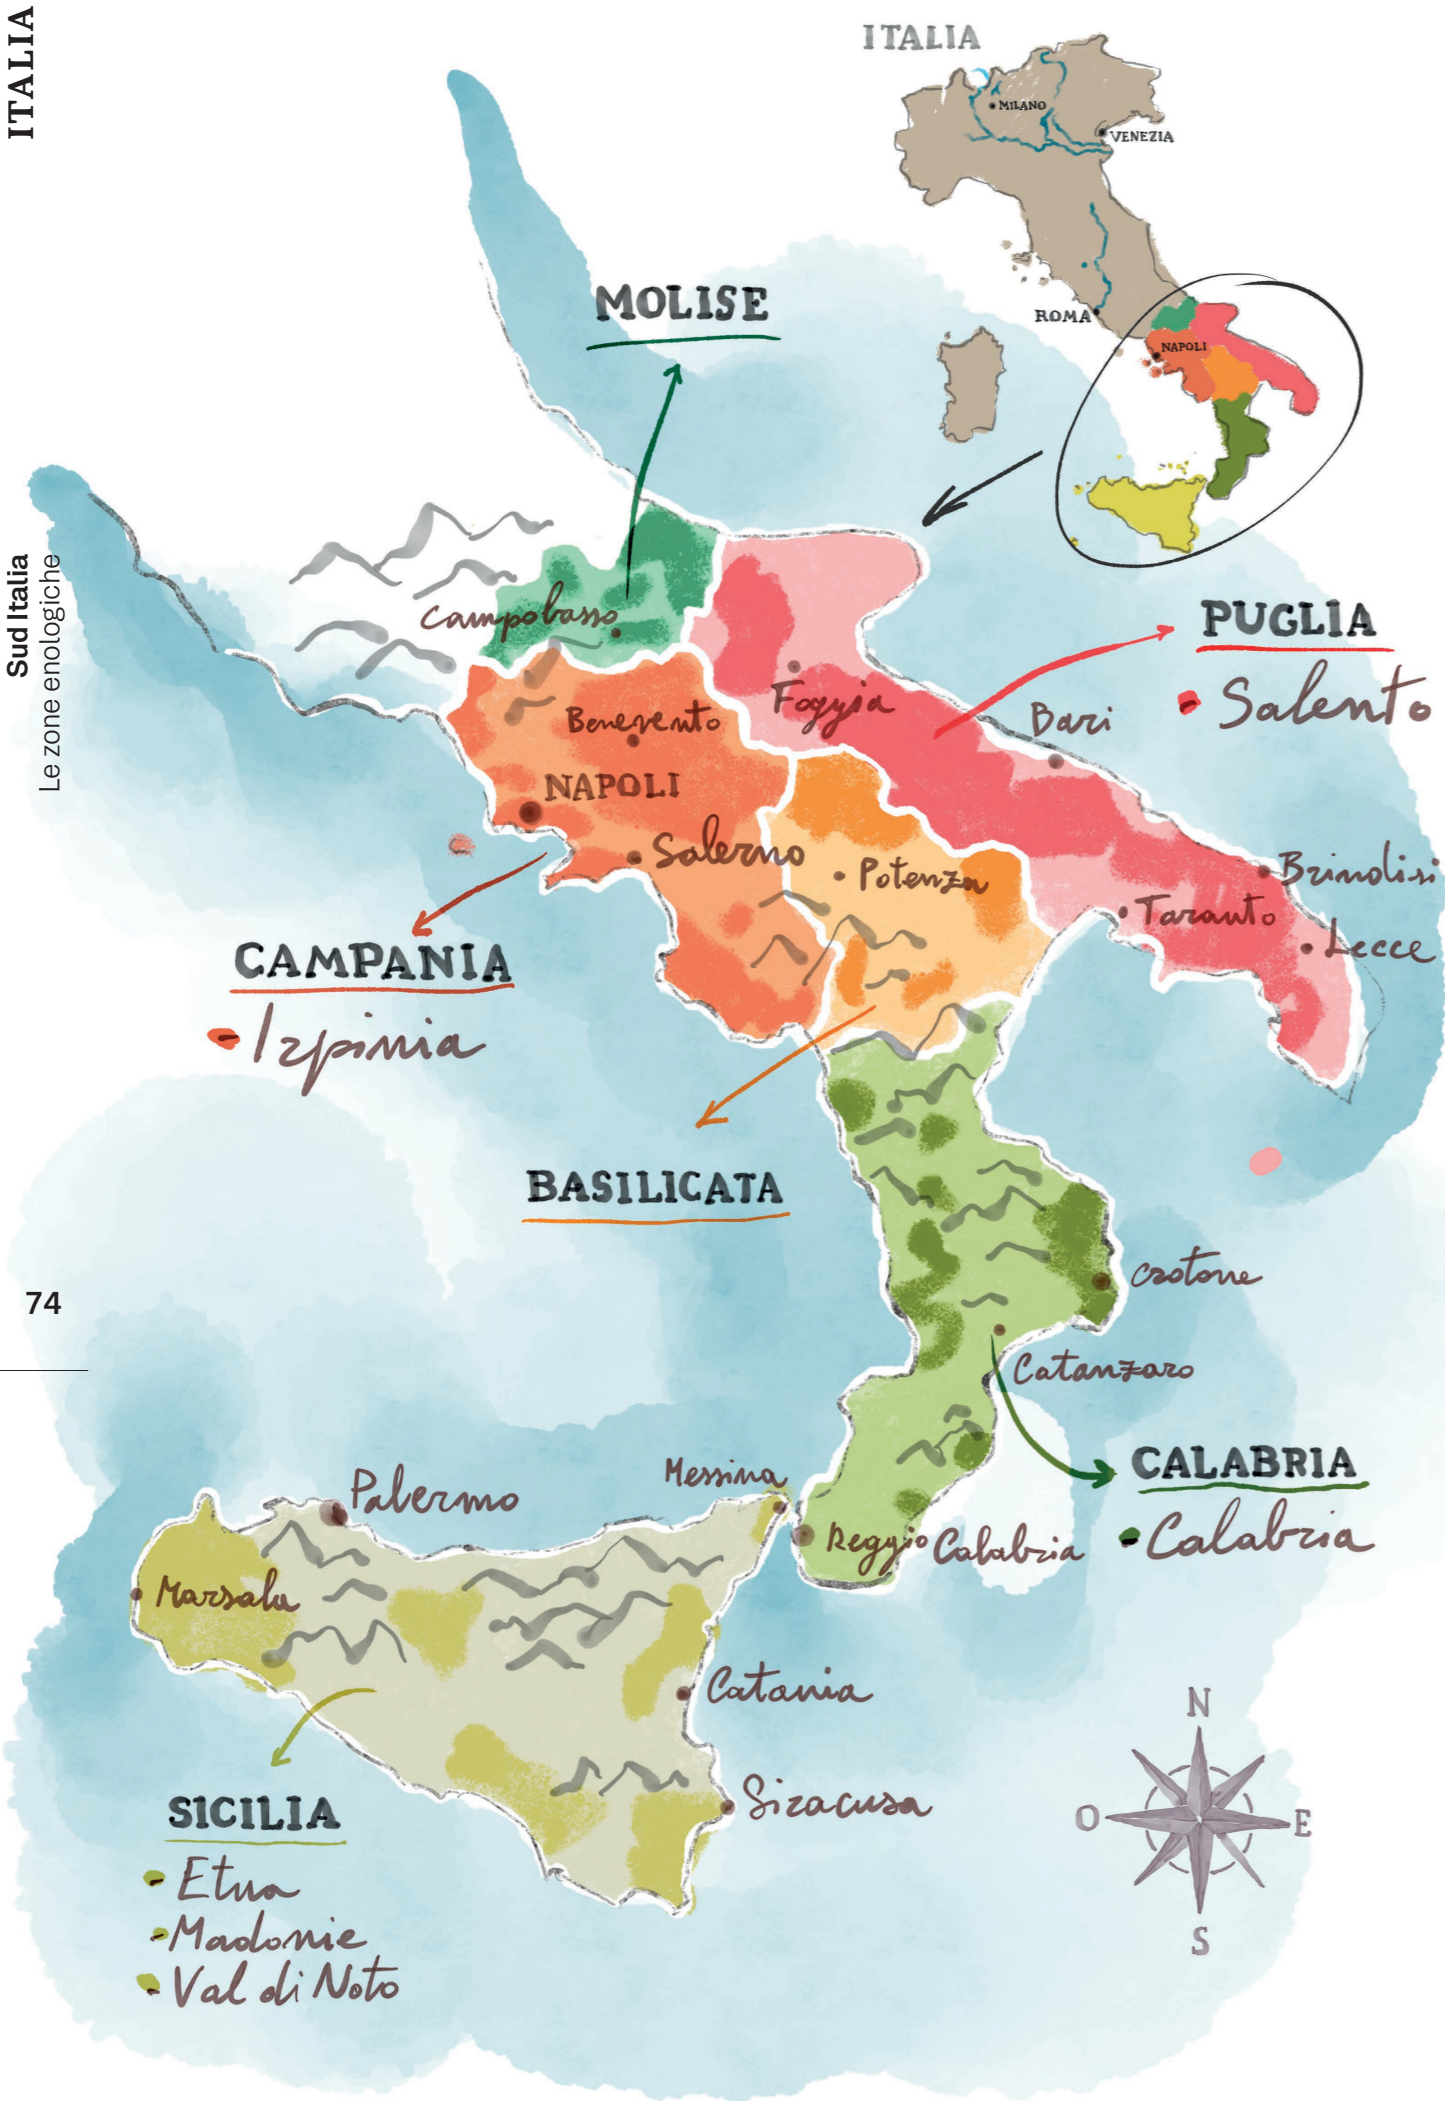 ITALIA
Sud Italia
Le zone enologiche
74
ITALIA
MILANO
VENEZIA
ROMA
NAPOLI
MOLISE
Campobasso
PUGLIA
Salento
Foggia
Bari
Benevento
NAPOLI
Salerno
Potenza
Brindisi
Taranto
Lecce
CAMPANIA
Irpinia
BASILICATA
Crotone
Catanzaro
CALABRIA
Calabria
Messina
Reggio Calabria
Palermo
Marsala
Catania
Siracusa
SICILIA
Etna
Madonie
Val di Noto
N
O
E
S